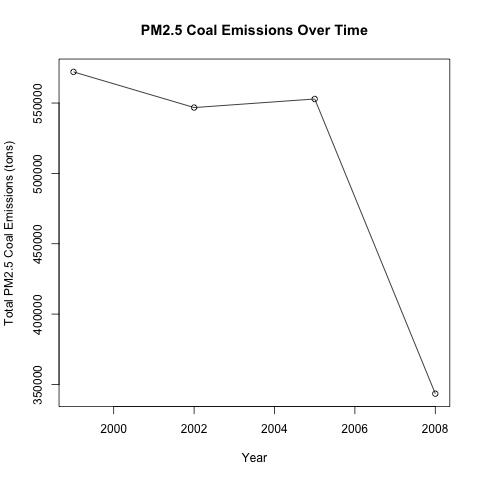 PM2.5 Coal Emissions Over Time
Total PM2.5 Coal Emissions (tons)
550000
500000
450000
400000
350000
2000 2002 2004 2006 2008
Year